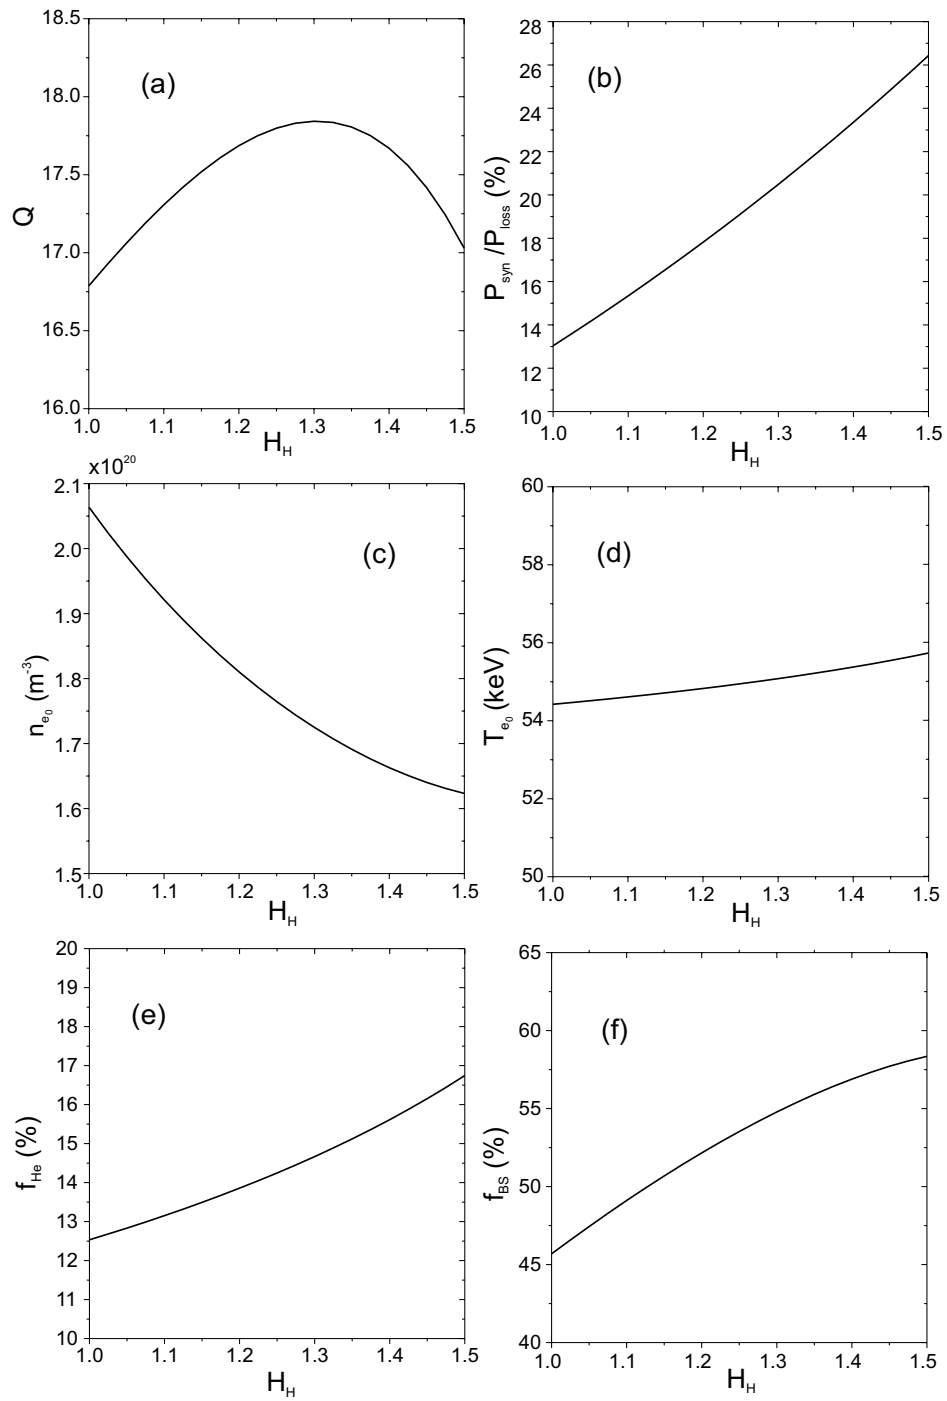 (a)
18.5
18.0
17.5
17.0
16.5
16.0
Q
1.0 1.1 1.2 1.3 1.4 1.5
H_H
(b)
28
26
24
22
20
18
16
14
12
10
P_syn /P_loss (%)
1.0 1.1 1.2 1.3 1.4 1.5
H_H
x10^20
(c)
2.1
2.0
1.9
1.8
1.7
1.6
1.5
n_e_0 (m^-3)
1.0 1.1 1.2 1.3 1.4 1.5
H_H
(d)
60
58
56
54
52
50
T_e_0 (keV)
1.0 1.1 1.2 1.3 1.4 1.5
H_H
(e)
20
19
18
17
16
15
14
13
12
11
10
f_He (%)
1.0 1.1 1.2 1.3 1.4 1.5
H_H
(f)
65
60
55
50
45
40
f_BS (%)
1.0 1.1 1.2 1.3 1.4 1.5
H_H